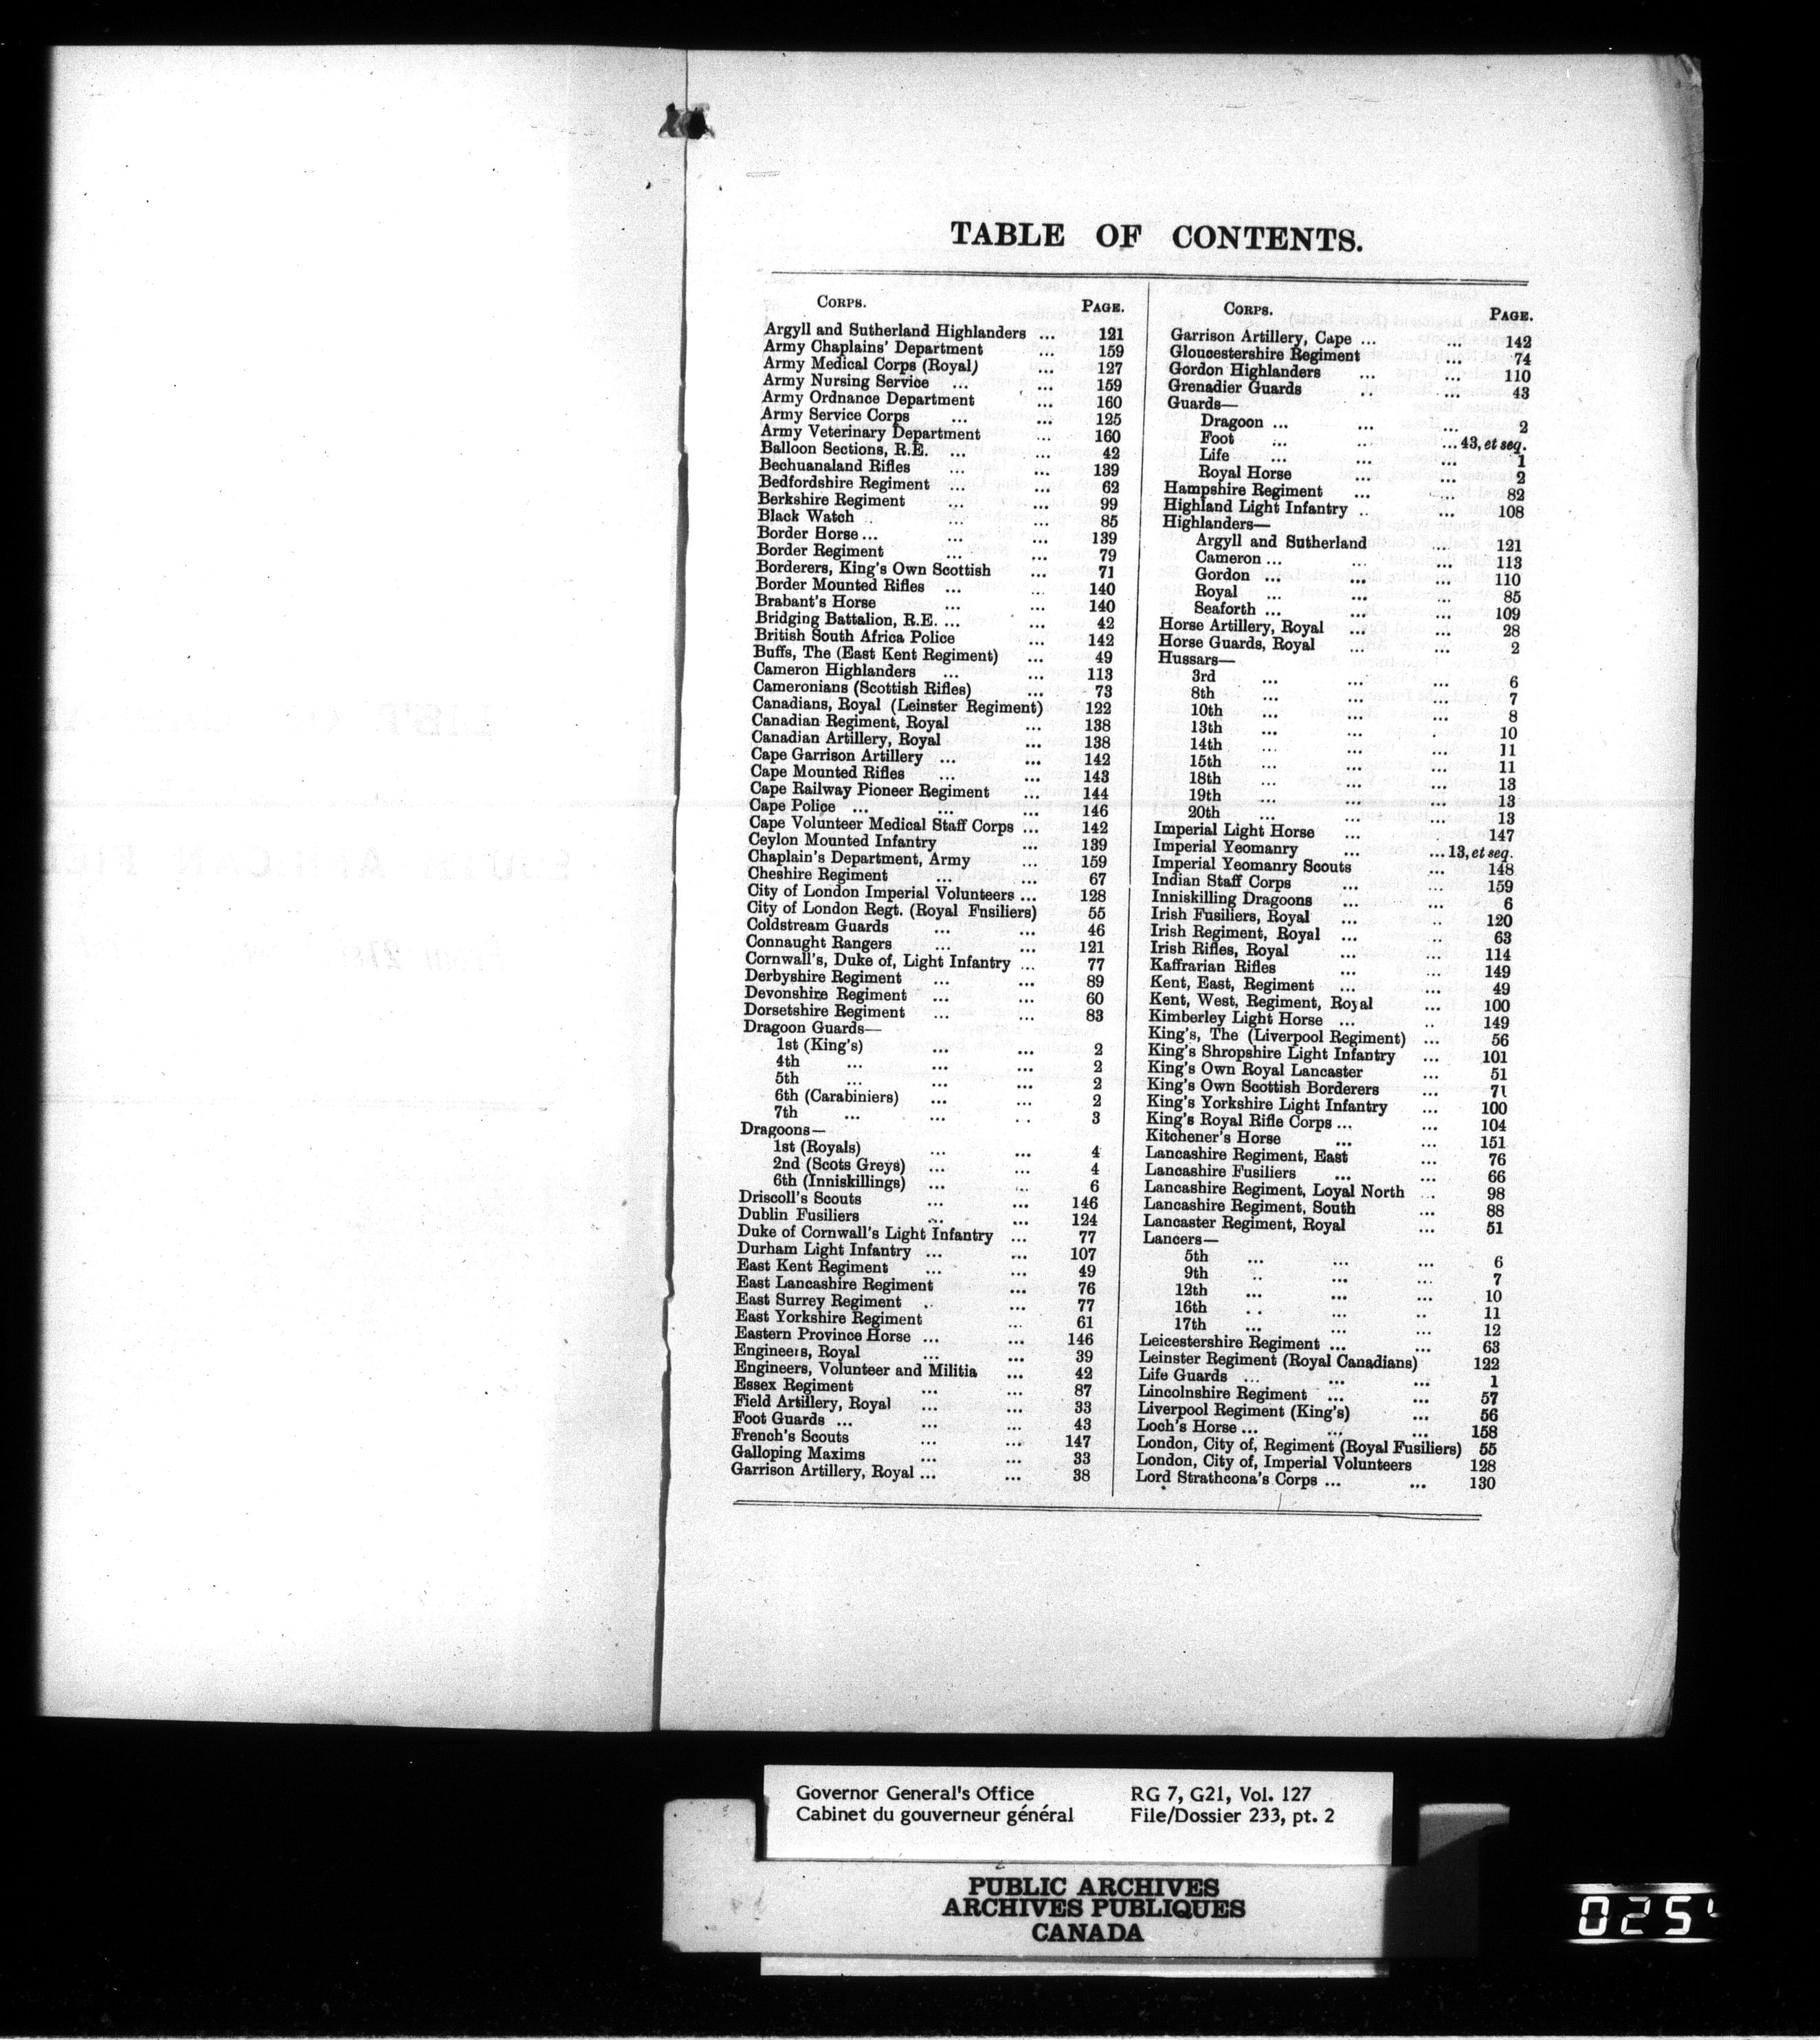 TABLE OF CONTENTS.
CORPS. PAGE.
Argyll and Sutherland Highlanders ... 121
Army Chaplains' Department ... 159
Army Medical Corps (Royal) ... 127
Army Nursing Service ... ... 159
Army Ordnance Department ... 160
Army Service Corps ... ... 125
Army Veterinary Department ... 160
Balloon Sections, R.E. ... ... 42
Bechuanaland Rifles ... ... 139
Bedfordshire Regiment ... ... 62
Berkshire Regiment ... ... 99
Black Watch .. ... ... 85
Border Horse ... ... ... 139
Border Regiment ... ... 79
Borderers, King's Own Scottish ... 71
Border Mounted Rifles ... ... 140
Brabant's Horse ... ... 140
Bridging Battalion, R.E. ... ... 42
British South Africa Police ... 142
Buffs, The (East Kent Regiment) ... 49
Cameron Highlanders ... ... 113
Cameronians (Scottish Rifles) ... 73
Canadians, Royal (Leinster Regiment) 122
Canadian Regiment, Royal ... 138
Canadian Artillery, Royal ... 138
Cape Garrison Artillery ... ... 142
Cape Mounted Rifles ... ... 143
Cape Railway Pioneer Regiment ... 144
Cape Police ... ... ... 146
Cape Volunteer Medical Staff Corps ... 142
Ceylon Mounted Infantry ... 139
Chaplain's Department, Army ... 159
Cheshire Regiment ... ... 67
City of London Imperial Volunteers ... 128
City of London Regt. (Royal Fusiliers) 55
Coldstream Guards ... ... 46
Connaught Rangers ... ... 121
Cornwall's, Duke of, Light Infantry ... 77
Derbyshire Regiment ... ... 89
Devonshire Regiment ... ... 60
Dorsetshire Regiment ... ... 83
Dragoon Guards—
1st (King's) ... ... 2
4th ... ... ... 2
5th ... ... ... 2
6th (Carabiniers) ... ... 2
7th ... ... .. 3
Dragoons—
1st (Royals) ... ... 4
2nd (Scots Greys) ... ... 4
6th (Inniskillings) ... ... 6
Driscoll's Scouts ... ... 146
Dublin Fusiliers ... ... 124
Duke of Cornwall's Light Infantry ... 77
Durham Light Infantry ... ... 107
East Kent Regiment ... ... 49
East Lancashire Regiment ... 76
East Surrey Regiment .. ... 77
East Yorkshire Regiment ... 61
Eastern Province Horse ... ... 146
Engineers, Royal ... ... 39
Engineers, Volunteer and Militia ... 42
Essex Regiment ... ... 87
Field Artillery, Royal ... ... 33
Foot Guards ... ... ... 43
French's Scouts ... ... 147
Galloping Maxims ... ... 33
Garrison Artillery, Royal ... ... 38
CORPS. PAGE.
Garrison Artillery, Cape ... ... 142
Gloucestershire Regiment ... 74
Gordon Highlanders ... ... 110
Grenadier Guards .. ... 43
Guards—
Dragoon ... ... ... 2
Foot ... .. ... 43, et seq.
Life ... ... ... 1
Royal Horse ... ... 2
Hampshire Regiment ... ... 82
Highland Light Infantry .. ... 108
Highlanders—
Argyll and Sutherland ... 121
Cameron ... ... ... 113
Gordon ... ... ... 110
Royal ... ... ... 85
Seaforth ... ... ... 109
Horse Artillery, Royal ... ... 28
Horse Guards, Royal ... ... 2
Hussars—
3rd ... ... ... 6
8th ... ... ... 7
10th ... ... ... 8
13th ... ... . 10
14th ... ... ... 11
15th ... ... ... 11
18th ... ... ... 13
19th ... ... ... 13
20th ... ... ... 13
Imperial Light Horse ... ... 147
Imperial Yeomanry ... ... 13, et seq.
Imperial Yeomanry Scouts ... 148
Indian Staff Corps ... ... 159
Inniskilling Dragoons ... ... 6
Irish Fusiliers, Royal ... .. 120
Irish Regiment, Royal ... .. 63
Irish Rifles, Royal ... ... 114
Kaffrarian Rifles ... ... 149
Kent, East, Regiment ... ... 49
Kent, West, Regiment, Royal ... 100
Kimberley Light Horse ... .. 149
King's, The (Liverpool Regiment) ... 56
King's Shropshire Light Infantry ... 101
King's Own Royal Lancaster ... 51
King's Own Scottish Borderers ... 71
King's Yorkshire Light Infantry ... 100
King's Royal Rifle Corps ... ... 104
Kitchener's Horse ... ... 151
Lancashire Regiment, East ... 76
Lancashire Fusiliers ... ... 66
Lancashire Regiment, Loyal North ... 98
Lancashire Regiment, South ... 88
Lancaster Regiment, Royal ... 51
Lancers—
5th ... ... ... 6
9th .. ... ... 7
12th ... ... ... 10
16th .. ... .. 11
17th ... ... ... 12
Leicestershire Regiment ... ... 63
Leinster Regiment (Royal Canadians) 122
Life Guards ... ... ... 1
Lincolnshire Regiment ... ... 57
Liverpool Regiment (King's) ... 56
Loch's Horse ... ... ... 158
London, City of, Regiment (Royal Fusiliers) 55
London, City of, Imperial Volunteers 128
Lord Strathcona's Corps ... ... 130
Governor General's Office RG 7, G21, Vol. 127
Cabinet du gouverneur général File/Dossier 233, pt. 2
PUBLIC ARCHIVES
ARCHIVES PUBLIQUES
CANADA
025